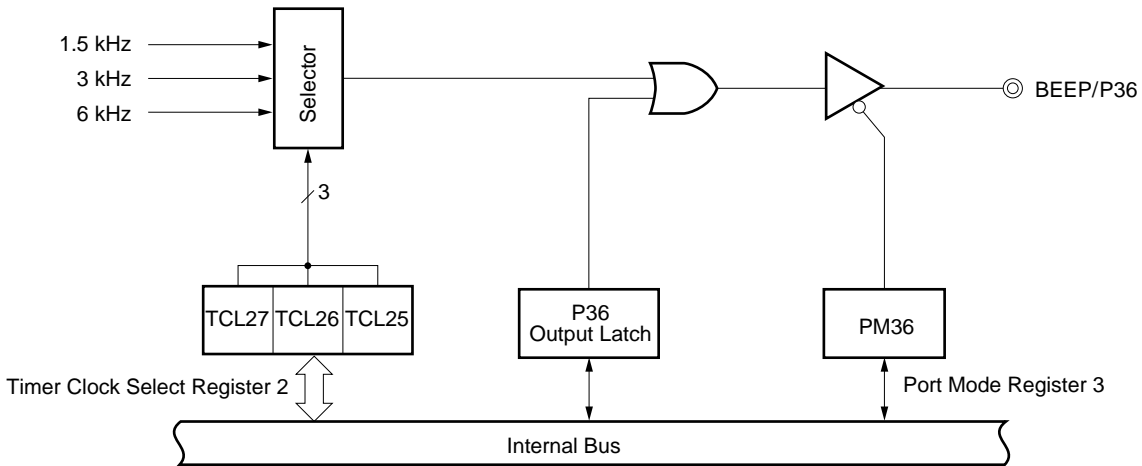 1.5 kHz
3 kHz
6 kHz
Selector
BEEP/P36
3
TCL27 TCL26 TCL25
P36
Output Latch
PM36
Timer Clock Select Register 2
Port Mode Register 3
Internal Bus